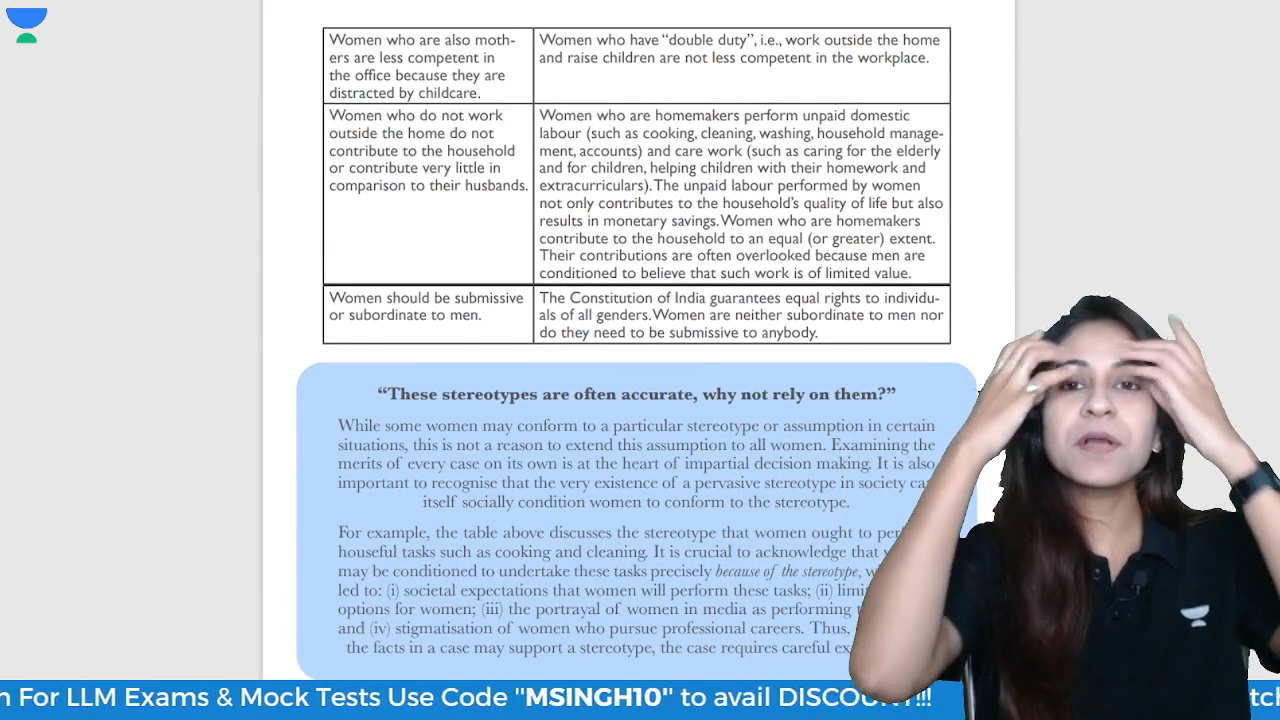 Women who are also moth-
ers are less competent in
the office because they are
distracted by childcare.
Women who have “double duty”, i.e., work outside the home
and raise children are not less competent in the workplace.
Women who do not work
outside the home do not
contribute to the household
or contribute very little in
comparison to their husbands.
Women who are homemakers perform unpaid domestic
labour (such as cooking, cleaning, washing, household manage-
ment, accounts) and care work (such as caring for the elderly
and for children, helping children with their homework and
extracurriculars). The unpaid labour performed by women
not only contributes to the household’s quality of life but also
results in monetary savings. Women who are homemakers
contribute to the household to an equal (or greater) extent.
Their contributions are often overlooked because men are
conditioned to believe that such work is of limited value.
Women should be submissive
or subordinate to men.
The Constitution of India guarantees equal rights to individu-
als of all genders. Women are neither subordinate to men nor
do they need to be submissive to anybody.
“These stereotypes are often accurate, why not rely on them?”
While some women may conform to a particular stereotype or assumption in certain
situations, this is not a reason to extend this assumption to all women. Examining the
merits of every case on its own is at the heart of impartial decision making. It is also
important to recognise that the very existence of a pervasive stereotype in society
itself socially condition women to conform to the stereotype.
For example, the table above discusses the stereotype that women ought to
houseful tasks such as cooking and cleaning. It is crucial to acknowledge that
may be conditioned to undertake these tasks precisely because of the stereotype,
led to: (i) societal expectations that women will perform these tasks; (ii)
options for women; (iii) the portrayal of women in media as performing
and (iv) stigmatisation of women who pursue professional careers. Thus,
the facts in a case may support a stereotype, the case requires careful
For LLM Exams & Mock Tests Use Code "MSINGH10" to avail DISCOUNT!!!